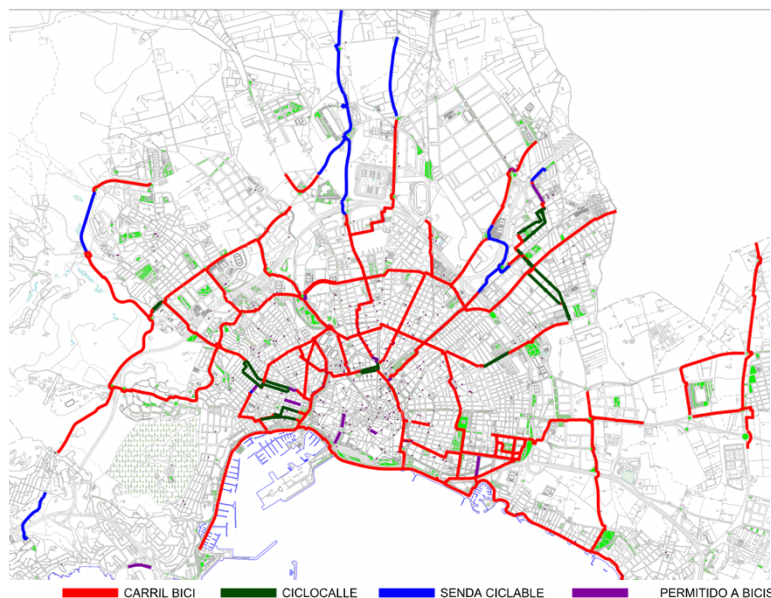 CARRIL BICI
CICLOCALLE
SENDA CICLABLE
PERMITIDO A BICIS